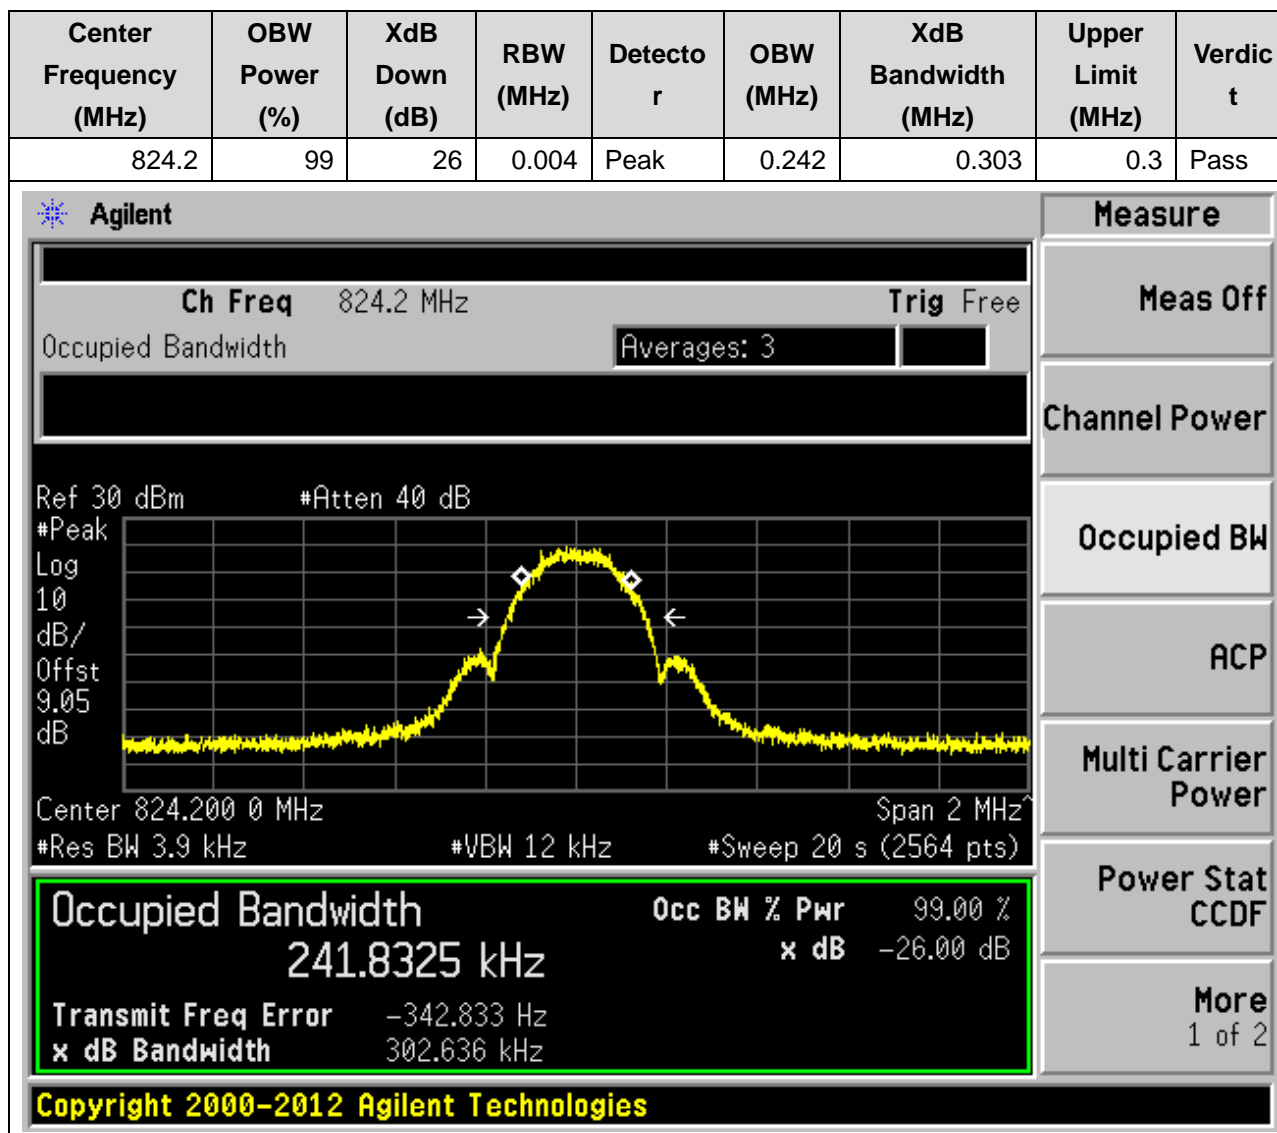 Center Frequency (MHz) OBW Power (%) XdB Down (dB) RBW (MHz) Detecto r OBW (MHz) XdB Bandwidth (MHz) Upper Limit (MHz) Verdic t
824.2 99 26 0.004 Peak 0.242 0.303 0.3 Pass
Agilent
Measure
Ch Freq 824.2 MHz Trig Free
Meas Off
Occupied Bandwidth Averages: 3
Channel Power
Ref 30 dBm #Atten 40 dB
#Peak
Log
10
dB/
Offst
9.05
dB
Occupied BW
ACP
Multi Carrier
Power
Center 824.200 0 MHz Span 2 MHz^
#Res BW 3.9 kHz #VBW 12 kHz #Sweep 20 s (2564 pts)
Power Stat
CCDF
Occupied Bandwidth Occ BW % Pwr 99.00 %
241.8325 kHz x dB -26.00 dB
Transmit Freq Error -342.833 Hz
x dB Bandwidth 302.636 kHz
More
1 of 2
Copyright 2000-2012 Agilent Technologies